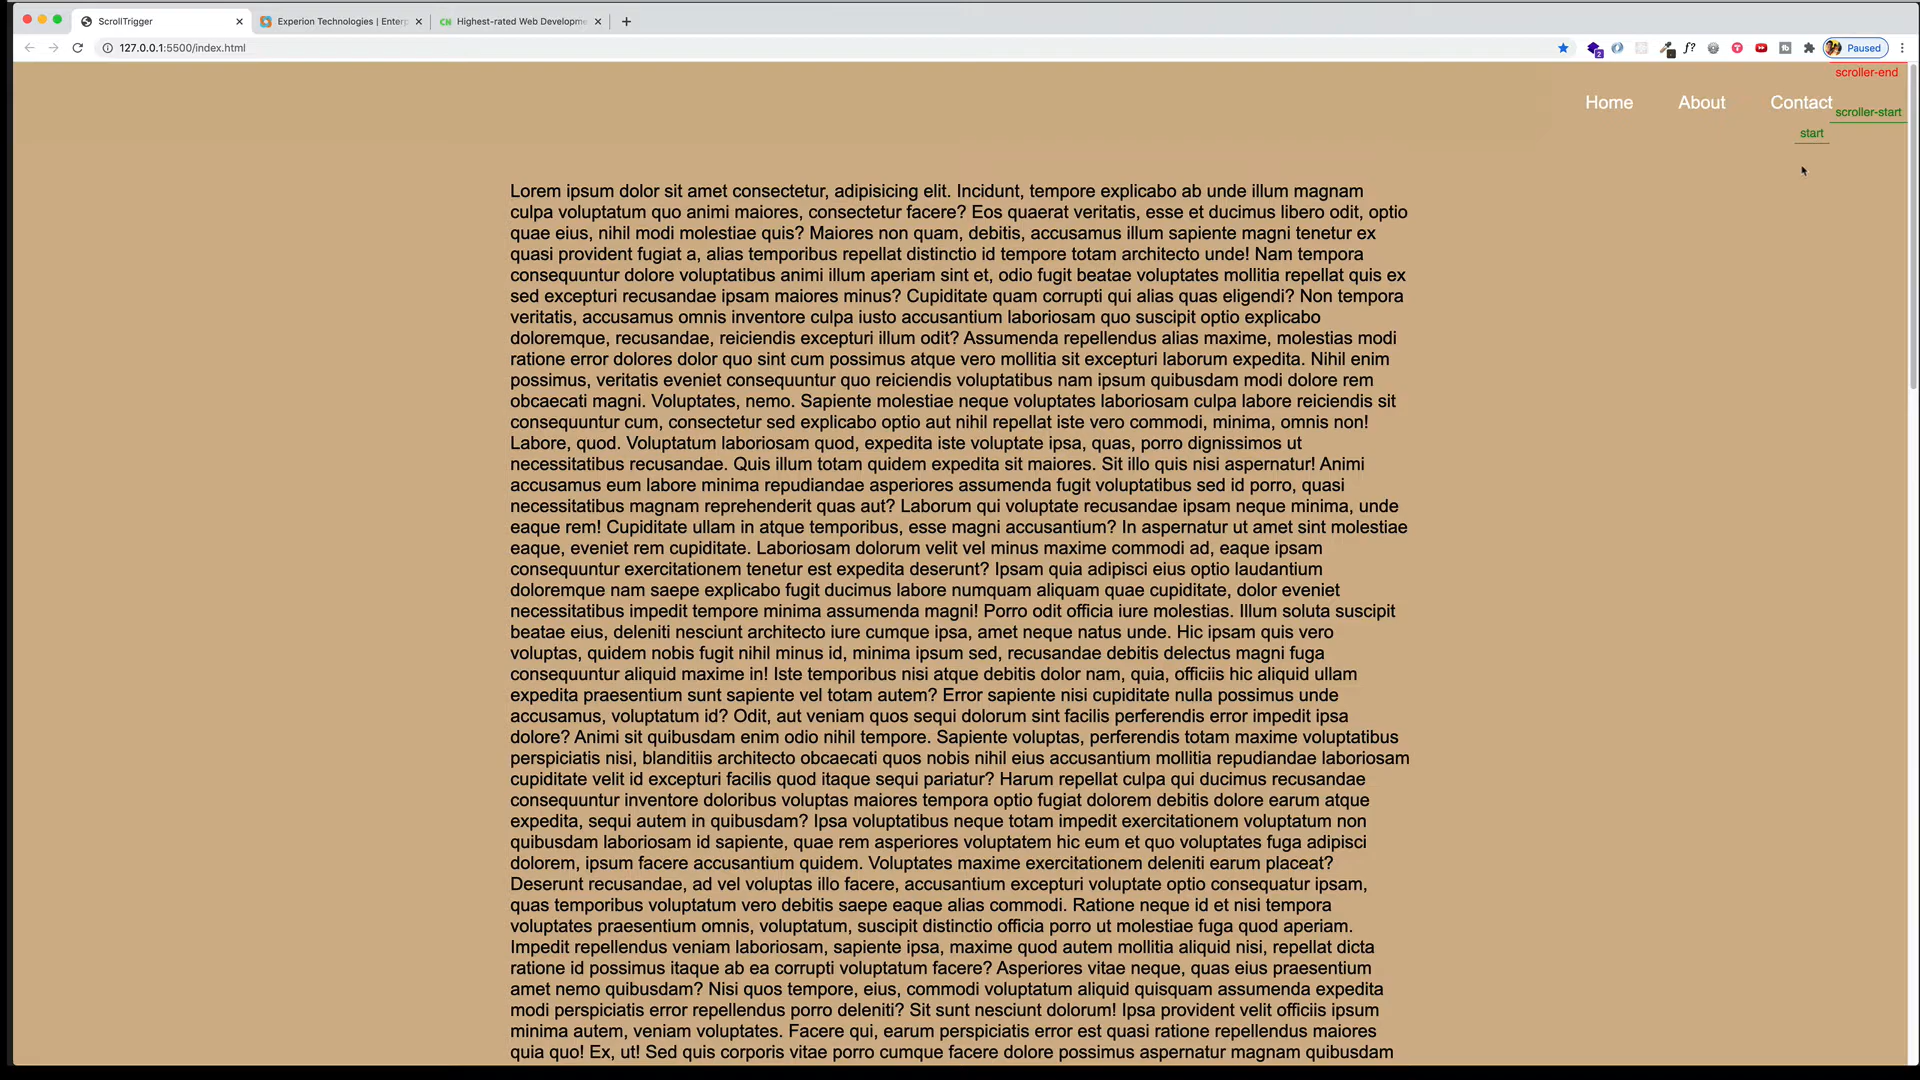 ScrollTrigger
Experion Technologies | Enterp
CN Highest-rated Web Developme
127.0.0.1:5500/index.html
2
f?
Paused
scroller-end
Home About Contact
scroller-start
start
Lorem ipsum dolor sit amet consectetur, adipisicing elit. Incidunt, tempore explicabo ab unde illum magnam
culpa voluptatum quo animi maiores, consectetur facere? Eos quaerat veritatis, esse et ducimus libero odit, optio
quae eius, nihil modi molestiae quis? Maiores non quam, debitis, accusamus illum sapiente magni tenetur ex
quasi provident fugiat a, alias temporibus repellat distinctio id tempore totam architecto unde! Nam tempora
consequuntur dolore voluptatibus animi illum aperiam sint et, odio fugit beatae voluptates mollitia repellat quis ex
sed excepturi recusandae ipsam maiores minus? Cupiditate quam corrupti qui alias quas eligendi? Non tempora
veritatis, accusamus omnis inventore culpa iusto accusantium laboriosam quo suscipit optio explicabo
doloremque, recusandae, reiciendis excepturi illum odit? Assumenda repellendus alias maxime, molestias modi
ratione error dolores dolor quo sint cum possimus atque vero mollitia sit excepturi laborum expedita. Nihil enim
possimus, veritatis eveniet consequuntur quo reiciendis voluptatibus nam ipsum quibusdam modi dolore rem
obcaecati magni. Voluptates, nemo. Sapiente molestiae neque voluptates laboriosam culpa labore reiciendis sit
consequuntur cum, consectetur sed explicabo optio aut nihil repellat iste vero commodi, minima, omnis non!
Labore, quod. Voluptatum laboriosam quod, expedita iste voluptate ipsa, quas, porro dignissimos ut
necessitatibus recusandae. Quis illum totam quidem expedita sit maiores. Sit illo quis nisi aspernatur! Animi
accusamus eum labore minima repudiandae asperiores assumenda fugit voluptatibus sed id porro, quasi
necessitatibus magnam reprehenderit quas aut? Laborum qui voluptate recusandae ipsam neque minima, unde
eaque rem! Cupiditate ullam in atque temporibus, esse magni accusantium? In aspernatur ut amet sint molestiae
eaque, eveniet rem cupiditate. Laboriosam dolorum velit vel minus maxime commodi ad, eaque ipsam
consequuntur exercitationem tenetur est expedita deserunt? Ipsam quia adipisci eius optio laudantium
doloremque nam saepe explicabo fugit ducimus labore numquam aliquam quae cupiditate, dolor eveniet
necessitatibus impedit tempore minima assumenda magni! Porro odit officia iure molestias. Illum soluta suscipit
beatae eius, deleniti nesciunt architecto iure cumque ipsa, amet neque natus unde. Hic ipsam quis vero
voluptas, quidem nobis fugit nihil minus id, minima ipsum sed, recusandae debitis delectus magni fuga
consequuntur aliquid maxime in! Iste temporibus nisi atque debitis dolor nam, quia, officiis hic aliquid ullam
expedita praesentium sunt sapiente vel totam autem? Error sapiente nisi cupiditate nulla possimus unde
accusamus, voluptatum id? Odit, aut veniam quos sequi dolorum sint facilis perferendis error impedit ipsa
dolore? Animi sit quibusdam enim odio nihil tempore. Sapiente voluptas, perferendis totam maxime voluptatibus
perspiciatis nisi, blanditiis architecto obcaecati quos nobis nihil eius accusantium mollitia repudiandae laboriosam
cupiditate velit id excepturi facilis quod itaque sequi pariatur? Harum repellat culpa qui ducimus recusandae
consequuntur inventore doloribus voluptas maiores tempora optio fugiat dolorem debitis dolore earum atque
expedita, sequi autem in quibusdam? Ipsa voluptatibus neque totam impedit exercitationem voluptatum non
quibusdam laboriosam id sapiente, quae rem asperiores voluptatem hic eum et quo voluptates fuga adipisci
dolorem, ipsum facere accusantium quidem. Voluptates maxime exercitationem deleniti earum placeat?
Deserunt recusandae, ad vel voluptas illo facere, accusantium excepturi voluptate optio consequatur ipsam,
quas temporibus voluptatum vero debitis saepe eaque alias commodi. Ratione neque id et nisi tempora
voluptates praesentium omnis, voluptatum, suscipit distinctio officia porro ut molestiae fuga quod aperiam.
Impedit repellendus veniam laboriosam, sapiente ipsa, maxime quod autem mollitia aliquid nisi, repellat dicta
ratione id possimus itaque ab ea corrupti voluptatum facere? Asperiores vitae neque, quas eius praesentium
amet nemo quibusdam? Nisi quos tempore, eius, commodi voluptatum aliquid quisquam assumenda expedita
modi perspiciatis error repellendus porro deleniti? Sit sunt nesciunt dolorum! Ipsa provident velit officiis ipsum
minima autem, veniam voluptates. Facere qui, earum perspiciatis error est quasi ratione repellendus maiores
quia quo! Ex, ut! Sed quis corporis vitae porro cumque facere dolore possimus aspernatur magnam quibusdam